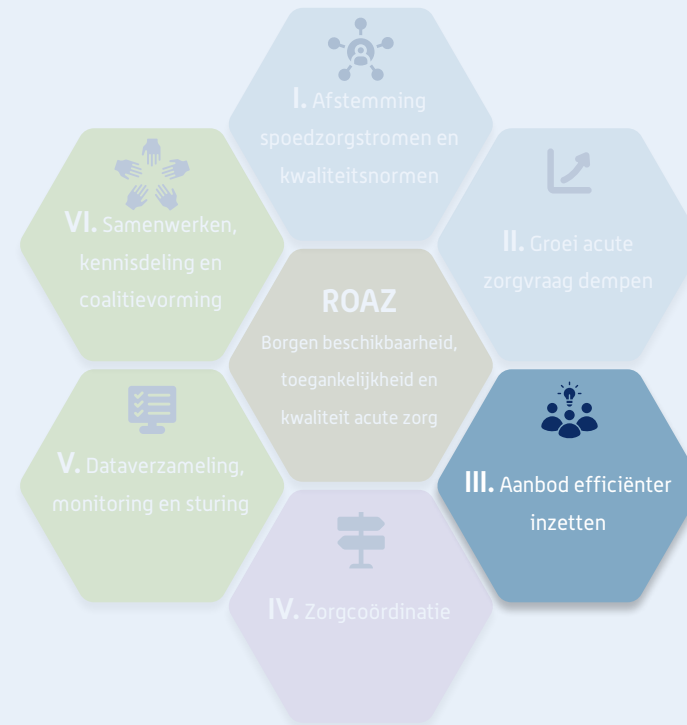 I. Afstemming
spoedzorgstromen en
kwaliteitsnormen
II. Groei acute
zorgvraag dempen
III. Aanbod efficiënter
inzetten
IV. Zorgcoördinatie
V. Dataverzameling,
monitoring en sturing
VI. Samenwerken,
kennisdeling en
coalitievorming
ROAZ
Borgen beschikbaarheid,
toegankelijkheid en
kwaliteit acute zorg